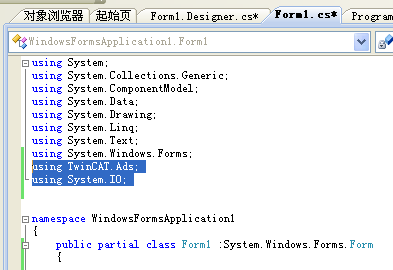 对象浏览器 起始页 Form1.Designer.cs* Form1.cs* Program
WindowsFormsApplication1.Form1
using System;
using System.Collections.Generic;
using System.ComponentModel;
using System.Data;
using System.Drawing;
using System.Linq;
using System.Text;
using System.Windows.Forms;
using TwinCAT.Ads;
using System.IO;
namespace WindowsFormsApplication1
{
public partial class Form1 :System.Windows.Forms.Form
{